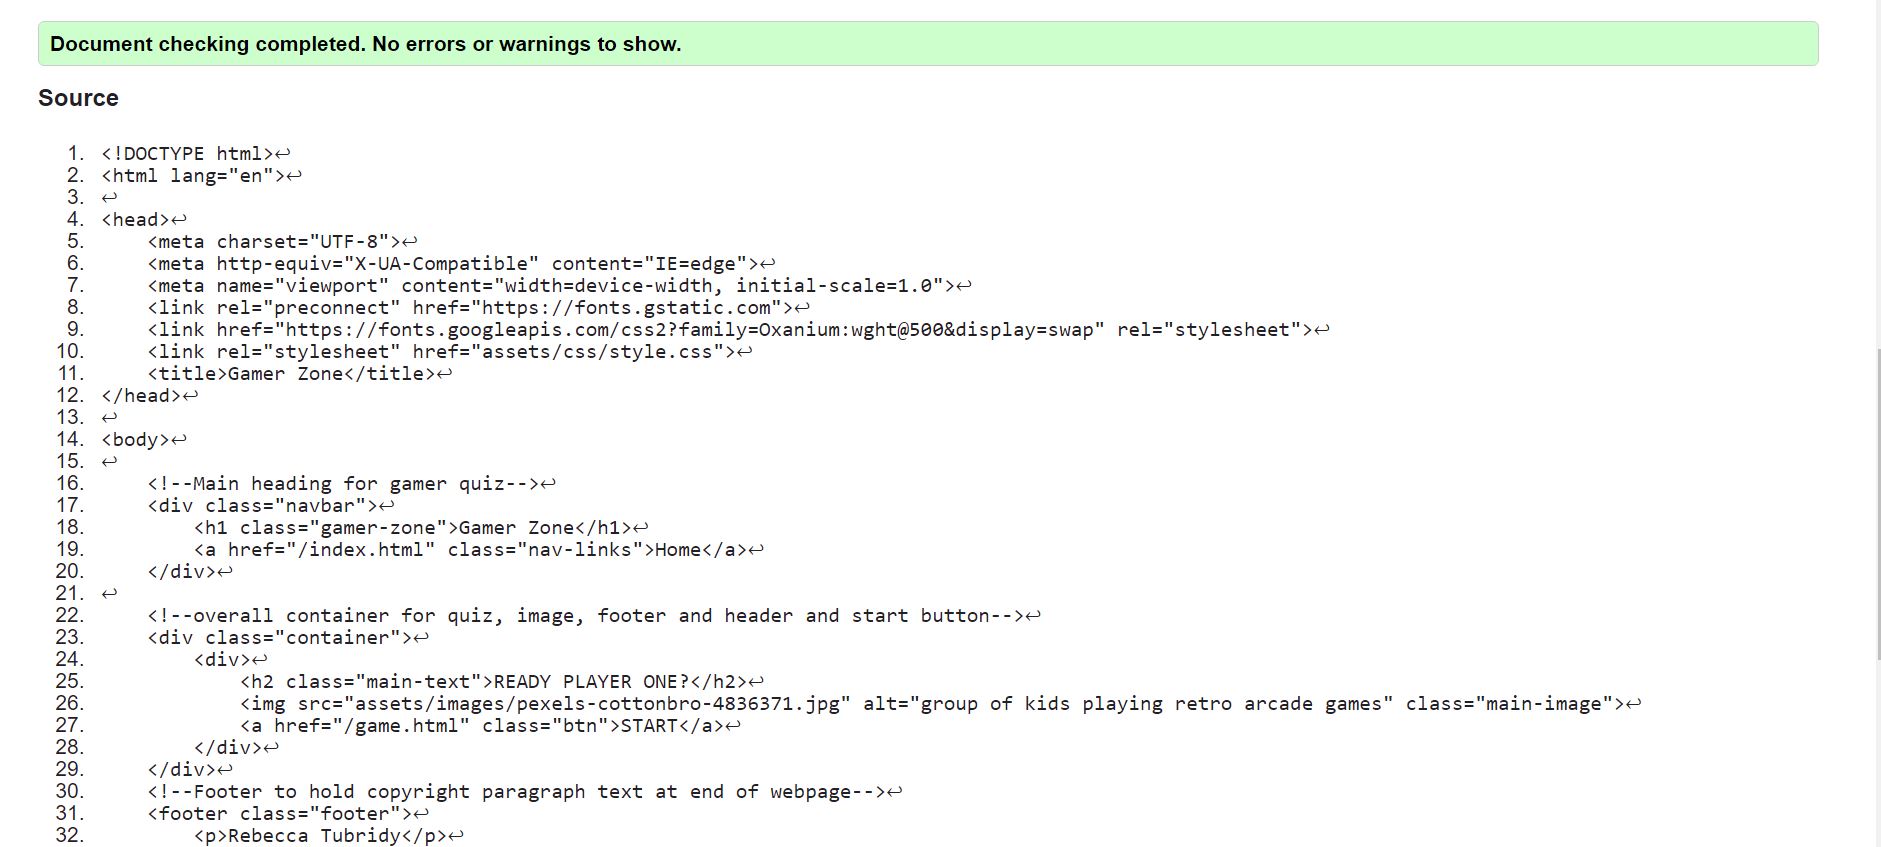 Document checking completed. No errors or warnings to show.
Source
1. <!DOCTYPE html>↩
2. <html lang="en">↩
3. ↩
4. <head>↩
5.     <meta charset="UTF-8">↩
6.     <meta http-equiv="X-UA-Compatible" content="IE=edge">↩
7.     <meta name="viewport" content="width=device-width, initial-scale=1.0">↩
8.     <link rel="preconnect" href="https://fonts.gstatic.com">↩
9.     <link href="https://fonts.googleapis.com/css2?family=Oxanium:wght@500&display=swap" rel="stylesheet">↩
10.     <link rel="stylesheet" href="assets/css/style.css">↩
11.     <title>Gamer Zone</title>↩
12. </head>↩
13. ↩
14. <body>↩
15. ↩
16.     <!--Main heading for gamer quiz-->↩
17.     <div class="navbar">↩
18.         <h1 class="gamer-zone">Gamer Zone</h1>↩
19.         <a href="/index.html" class="nav-links">Home</a>↩
20.     </div>↩
21. ↩
22.     <!--overall container for quiz, image, footer and header and start button-->↩
23.     <div class="container">↩
24.         <div>↩
25.             <h2 class="main-text">READY PLAYER ONE?</h2>↩
26.             <img src="assets/images/pexels-cottonbro-4836371.jpg" alt="group of kids playing retro arcade games" class="main-image">↩
27.             <a href="/game.html" class="btn">START</a>↩
28.         </div>↩
29.     </div>↩
30.     <!--Footer to hold copyright paragraph text at end of webpage-->↩
31.     <footer class="footer">↩
32.         <p>Rebecca Tubridy</p>↩